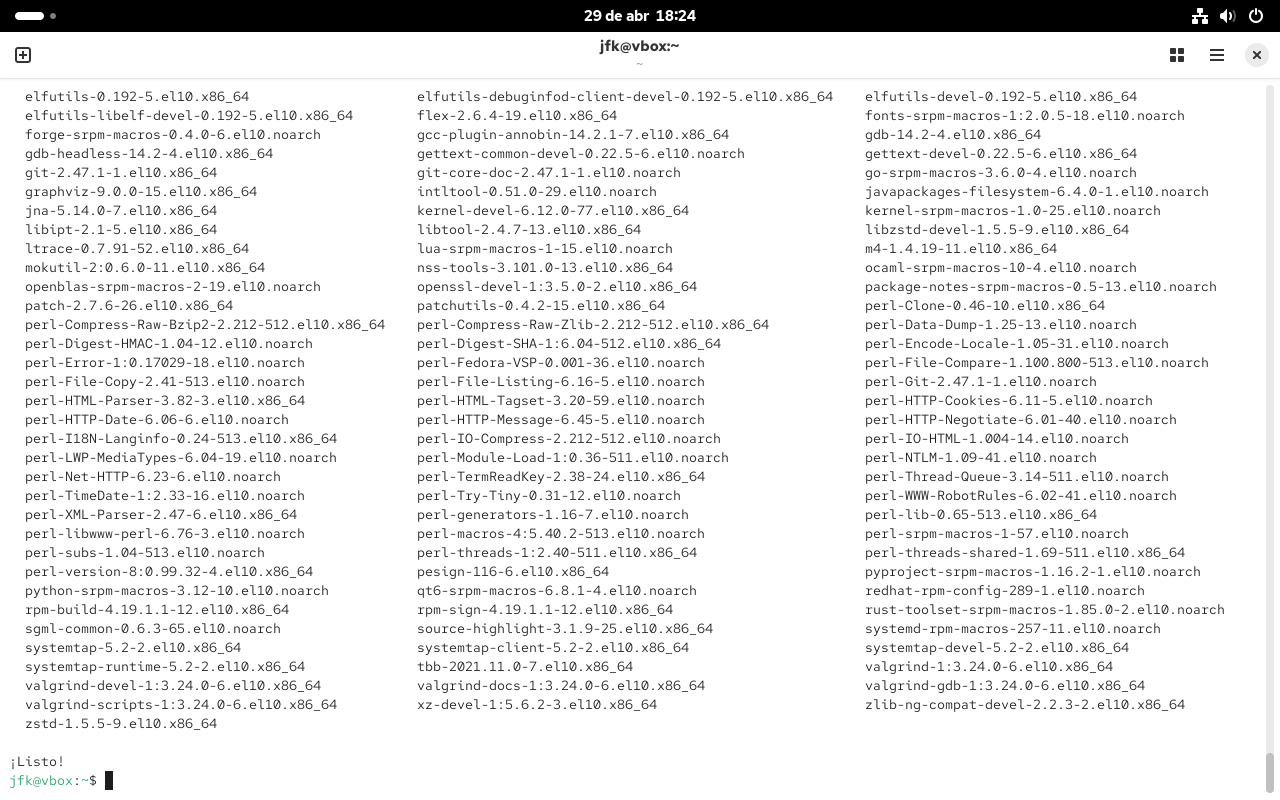 29 de abr 18:24
jfk@vbox:~
~
elfutils-0.192-5.el10.x86_64 elfutils-debuginfod-client-devel-0.192-5.el10.x86_64 elfutils-devel-0.192-5.el10.x86_64
elfutils-libelf-devel-0.192-5.el10.x86_64 flex-2.6.4-19.el10.x86_64 fonts-srpm-macros-1:2.0.5-18.el10.noarch
forge-srpm-macros-0.4.0-6.el10.noarch gcc-plugin-annobin-14.2.1-7.el10.x86_64 gdb-14.2-4.el10.x86_64
gdb-headless-14.2-4.el10.x86_64 gettext-common-devel-0.22.5-6.el10.noarch gettext-devel-0.22.5-6.el10.x86_64
git-2.47.1-1.el10.x86_64 git-core-doc-2.47.1-1.el10.noarch go-srpm-macros-3.6.0-4.el10.noarch
graphviz-9.0.0-15.el10.x86_64 intltool-0.51.0-29.el10.noarch javapackages-filesystem-6.4.0-1.el10.noarch
jna-5.14.0-7.el10.x86_64 kernel-devel-6.12.0-77.el10.x86_64 kernel-srpm-macros-1.0-25.el10.noarch
libipt-2.1-5.el10.x86_64 libtool-2.4.7-13.el10.x86_64 libzstd-devel-1.5.5-9.el10.x86_64
ltrace-0.7.91-52.el10.x86_64 lua-srpm-macros-1-15.el10.noarch m4-1.4.19-11.el10.x86_64
mokutil-2:0.6.0-11.el10.x86_64 nss-tools-3.101.0-13.el10.x86_64 ocaml-srpm-macros-10-4.el10.noarch
openblas-srpm-macros-2-19.el10.noarch openssl-devel-1:3.5.0-2.el10.x86_64 package-notes-srpm-macros-0.5-13.el10.noarch
patch-2.7.6-26.el10.x86_64 patchutils-0.4.2-15.el10.x86_64 perl-Clone-0.46-10.el10.x86_64
perl-Compress-Raw-Bzip2-2.212-512.el10.x86_64 perl-Compress-Raw-Zlib-2.212-512.el10.x86_64 perl-Data-Dump-1.25-13.el10.noarch
perl-Digest-HMAC-1.04-12.el10.noarch perl-Digest-SHA-1:6.04-512.el10.x86_64 perl-Encode-Locale-1.05-31.el10.noarch
perl-Error-1:0.17029-18.el10.noarch perl-Fedora-VSP-0.001-36.el10.noarch perl-File-Compare-1.100.800-513.el10.noarch
perl-File-Copy-2.41-513.el10.noarch perl-File-Listing-6.16-5.el10.noarch perl-Git-2.47.1-1.el10.noarch
perl-HTML-Parser-3.82-3.el10.x86_64 perl-HTML-Tagset-3.20-59.el10.noarch perl-HTTP-Cookies-6.11-5.el10.noarch
perl-HTTP-Date-6.06-6.el10.noarch perl-HTTP-Message-6.45-5.el10.noarch perl-HTTP-Negotiate-6.01-40.el10.noarch
perl-I18N-Langinfo-0.24-513.el10.x86_64 perl-IO-Compress-2.212-512.el10.noarch perl-IO-HTML-1.004-14.el10.noarch
perl-LWP-MediaTypes-6.04-19.el10.noarch perl-Module-Load-1:0.36-511.el10.noarch perl-NTLM-1.09-41.el10.noarch
perl-Net-HTTP-6.23-6.el10.noarch perl-TermReadKey-2.38-24.el10.x86_64 perl-Thread-Queue-3.14-511.el10.noarch
perl-TimeDate-1:2.33-16.el10.noarch perl-Try-Tiny-0.31-12.el10.noarch perl-WWW-RobotRules-6.02-41.el10.noarch
perl-XML-Parser-2.47-6.el10.x86_64 perl-generators-1.16-7.el10.noarch perl-lib-0.65-513.el10.x86_64
perl-libwww-perl-6.76-3.el10.noarch perl-macros-4:5.40.2-513.el10.noarch perl-srpm-macros-1-57.el10.noarch
perl-subs-1.04-513.el10.noarch perl-threads-1:2.40-511.el10.x86_64 perl-threads-shared-1.69-511.el10.x86_64
perl-version-8:0.99.32-4.el10.x86_64 pesign-116-6.el10.x86_64 pyproject-srpm-macros-1.16.2-1.el10.noarch
python-srpm-macros-3.12-10.el10.noarch qt6-srpm-macros-6.8.1-4.el10.noarch redhat-rpm-config-289-1.el10.noarch
rpm-build-4.19.1.1-12.el10.x86_64 rpm-sign-4.19.1.1-12.el10.x86_64 rust-toolset-srpm-macros-1.85.0-2.el10.noarch
sgml-common-0.6.3-65.el10.noarch source-highlight-3.1.9-25.el10.x86_64 systemd-rpm-macros-257-11.el10.noarch
systemtap-5.2-2.el10.x86_64 systemtap-client-5.2-2.el10.x86_64 systemtap-devel-5.2-2.el10.x86_64
systemtap-runtime-5.2-2.el10.x86_64 tbb-2021.11.0-7.el10.x86_64 valgrind-1:3.24.0-6.el10.x86_64
valgrind-devel-1:3.24.0-6.el10.x86_64 valgrind-docs-1:3.24.0-6.el10.x86_64 valgrind-gdb-1:3.24.0-6.el10.x86_64
valgrind-scripts-1:3.24.0-6.el10.x86_64 xz-devel-1:5.6.2-3.el10.x86_64 zlib-ng-compat-devel-2.2.3-2.el10.x86_64
zstd-1.5.5-9.el10.x86_64
¡Listo!
jfk@vbox:~$